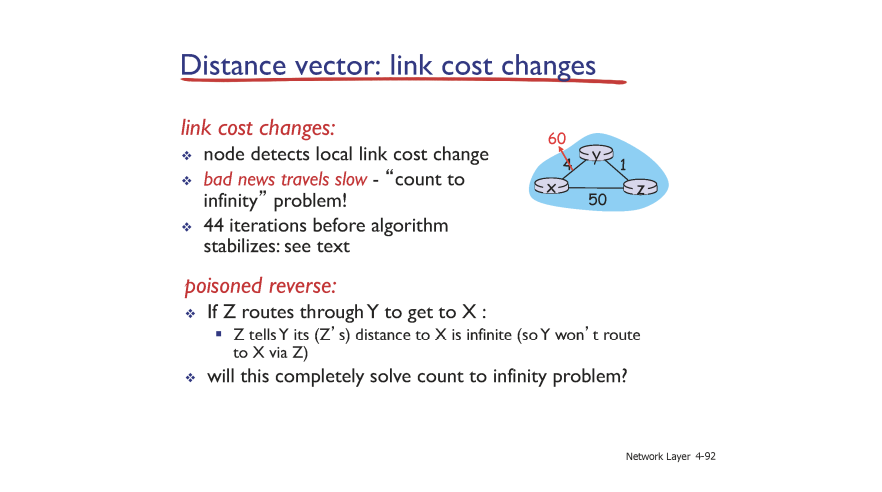 Distance vector: link cost changes
link cost changes:
❖ node detects local link cost change
❖ bad news travels slow - “count to
infinity” problem!
❖ 44 iterations before algorithm
stabilizes: see text
60
4
y
1
x
z
50
poisoned reverse:
❖ If Z routes through Y to get to X :
▪ Z tells Y its (Z’s) distance to X is infinite (so Y won’t route
to X via Z)
❖ will this completely solve count to infinity problem?
Network Layer 4-92